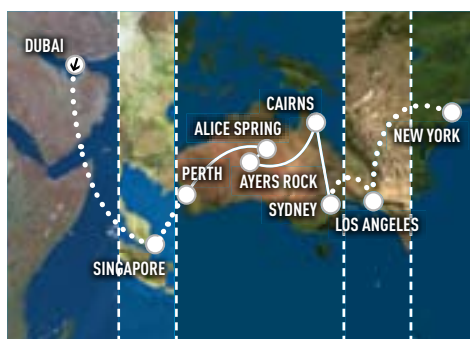 DUBAI
CAIRNS
ALICE SPRING
NEW YORK
PERTH
AYERS ROCK
SYDNEY
LOS ANGELES
SINGAPORE